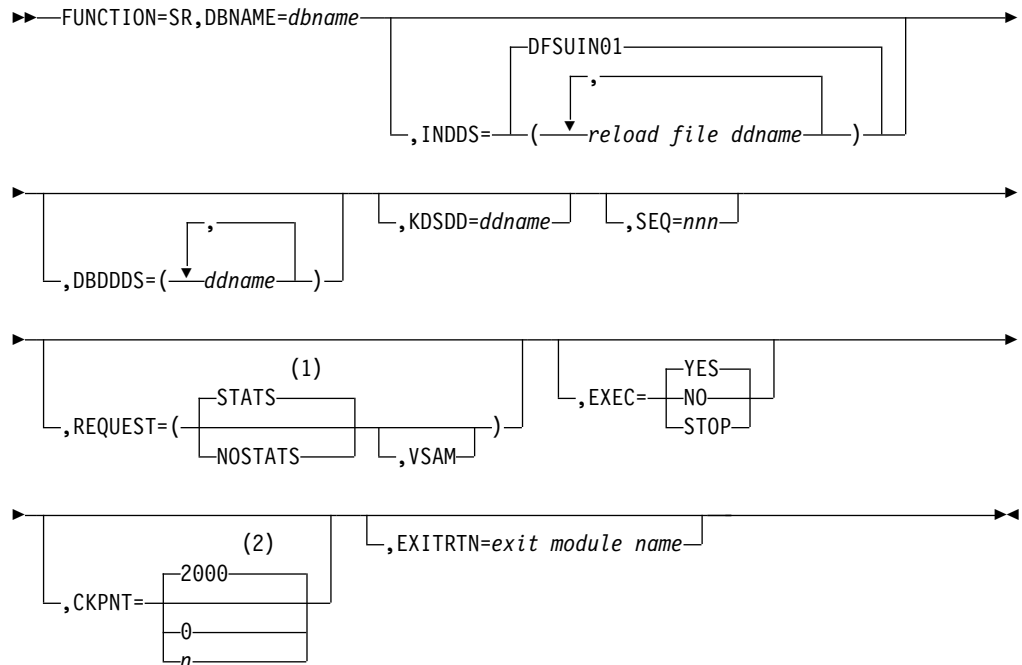 FUNCTION=SR,DBNAME=dbname
DFSUIN01
,
,INDDS= ( reload file ddname )
,
,KDSDD=ddname ,SEQ=nnn
,DBDDDS=( ddname )
(1)
STATS YES
,REQUEST=( ) ,EXEC= NO
NOSTATS ,VSAM STOP
(2) ,EXITRTN=exit module name
2000
,CKPNT=
0
n